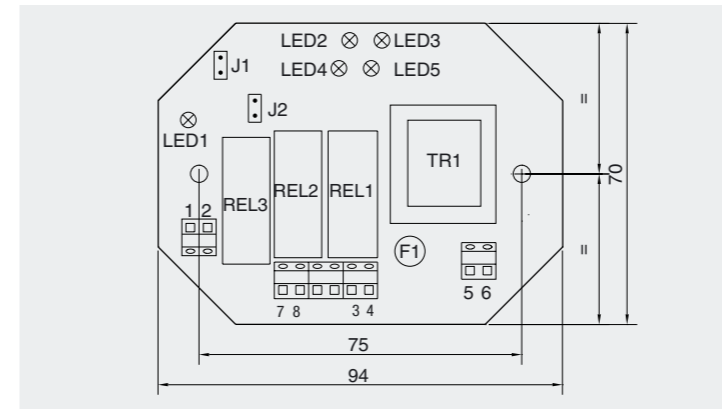 LED2 LED3
J1 LED4 LED5
J2
LED1
TR1
REL3 REL2 REL1
1 2
F1
7 8 3 4 5 6
75
94
=
70
=